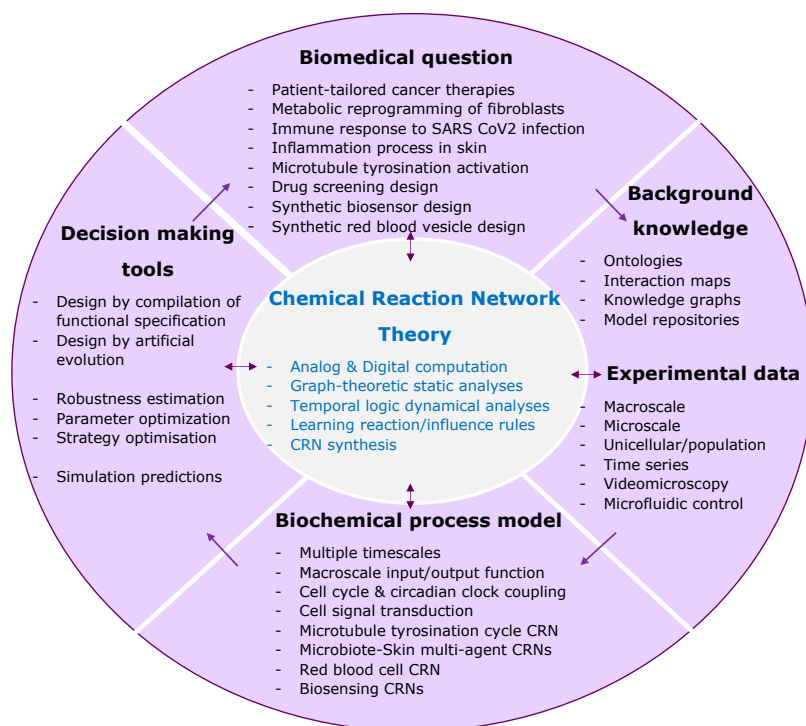 Biomedical question
- Patient-tailored cancer therapies
- Metabolic reprogramming of fibroblasts
- Immune response to SARS CoV2 infection
- Inflammation process in skin
- Microtubule tyrosination activation
- Drug screening design
- Synthetic biosensor design
- Synthetic red blood vesicle design
Background
knowledge
- Ontologies
- Interaction maps
- Knowledge graphs
- Model repositories
Experimental data
- Macroscale
- Microscale
- Unicellular/population
- Time series
- Videomicroscopy
- Microfluidic control
Decision making
tools
- Design by compilation of
functional specification
- Design by artificial
evolution
- Robustness estimation
- Parameter optimization
- Strategy optimisation
- Simulation predictions
Chemical Reaction Network
Theory
- Analog & Digital computation
- Graph-theoretic static analyses
- Temporal logic dynamical analyses
- Learning reaction/influence rules
- CRN synthesis
Biochemical process model
- Multiple timescales
- Macroscale input/output function
- Cell cycle & circadian clock coupling
- Cell signal transduction
- Microtubule tyrosination cycle CRN
- Microbiote-Skin multi-agent CRNs
- Red blood cell CRN
- Biosensing CRNs